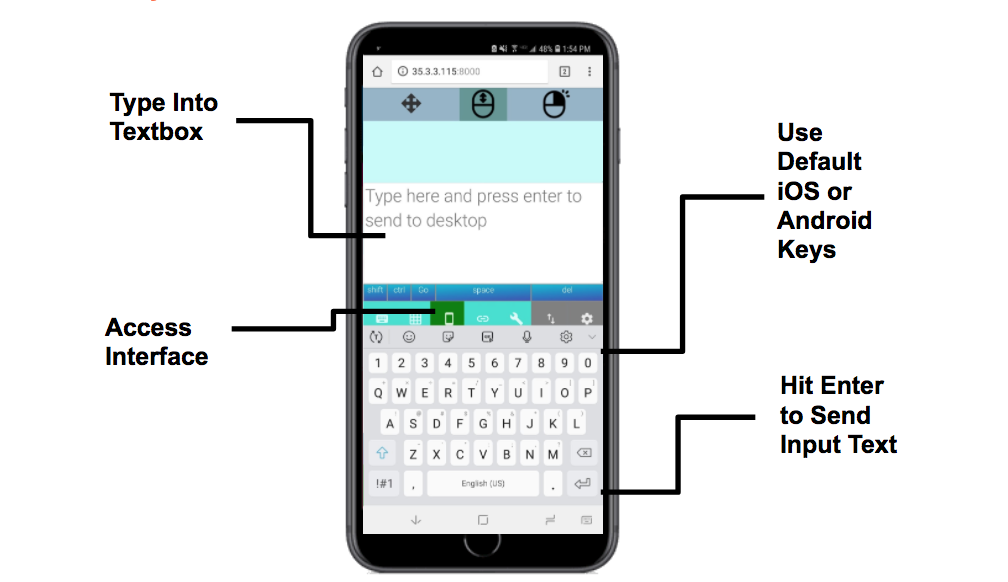 48% 1:54 PM
35.3.3.115:8000
2
Type Into
Textbox
Use
Default
iOS or
Android
Keys
Type here and press enter to
send to desktop
shift ctrl Go space del
Access
Interface
1 2 3 4 5 6 7 8 9 0
Q W E R T Y U I O P
A S D F G H J K L
Z X C V B N M
!#1 , English (US) .
Hit Enter
to Send
Input Text